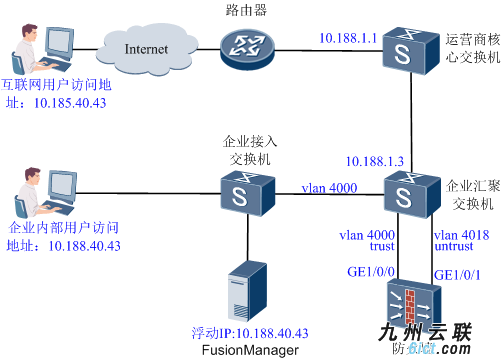 路由器
Internet
10.188.1.1
运营商核
心交换机
互联网用户访问地
址：10.185.40.43
企业接入
交换机
10.188.1.3
vlan 4000
企业汇聚
交换机
企业内部用户访问
地址：10.188.40.43
vlan 4000
trust
vlan 4018
untrust
GE1/0/0
GE1/0/1
浮动IP:10.188.40.43
FusionManager
九州云联
防